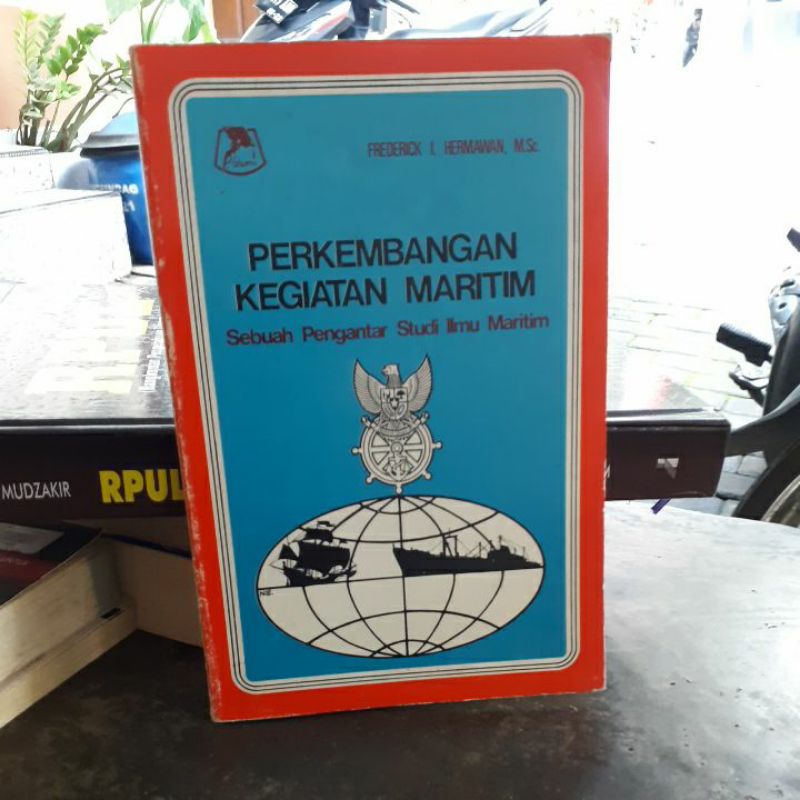 FREDERICK I. HERMAWAN, M.Sc.
PERKEMBANGAN
KEGIATAN MARITIM
Sebuah Pengantar Studi Ilmu Maritim
MUDZAKIR
RPUL